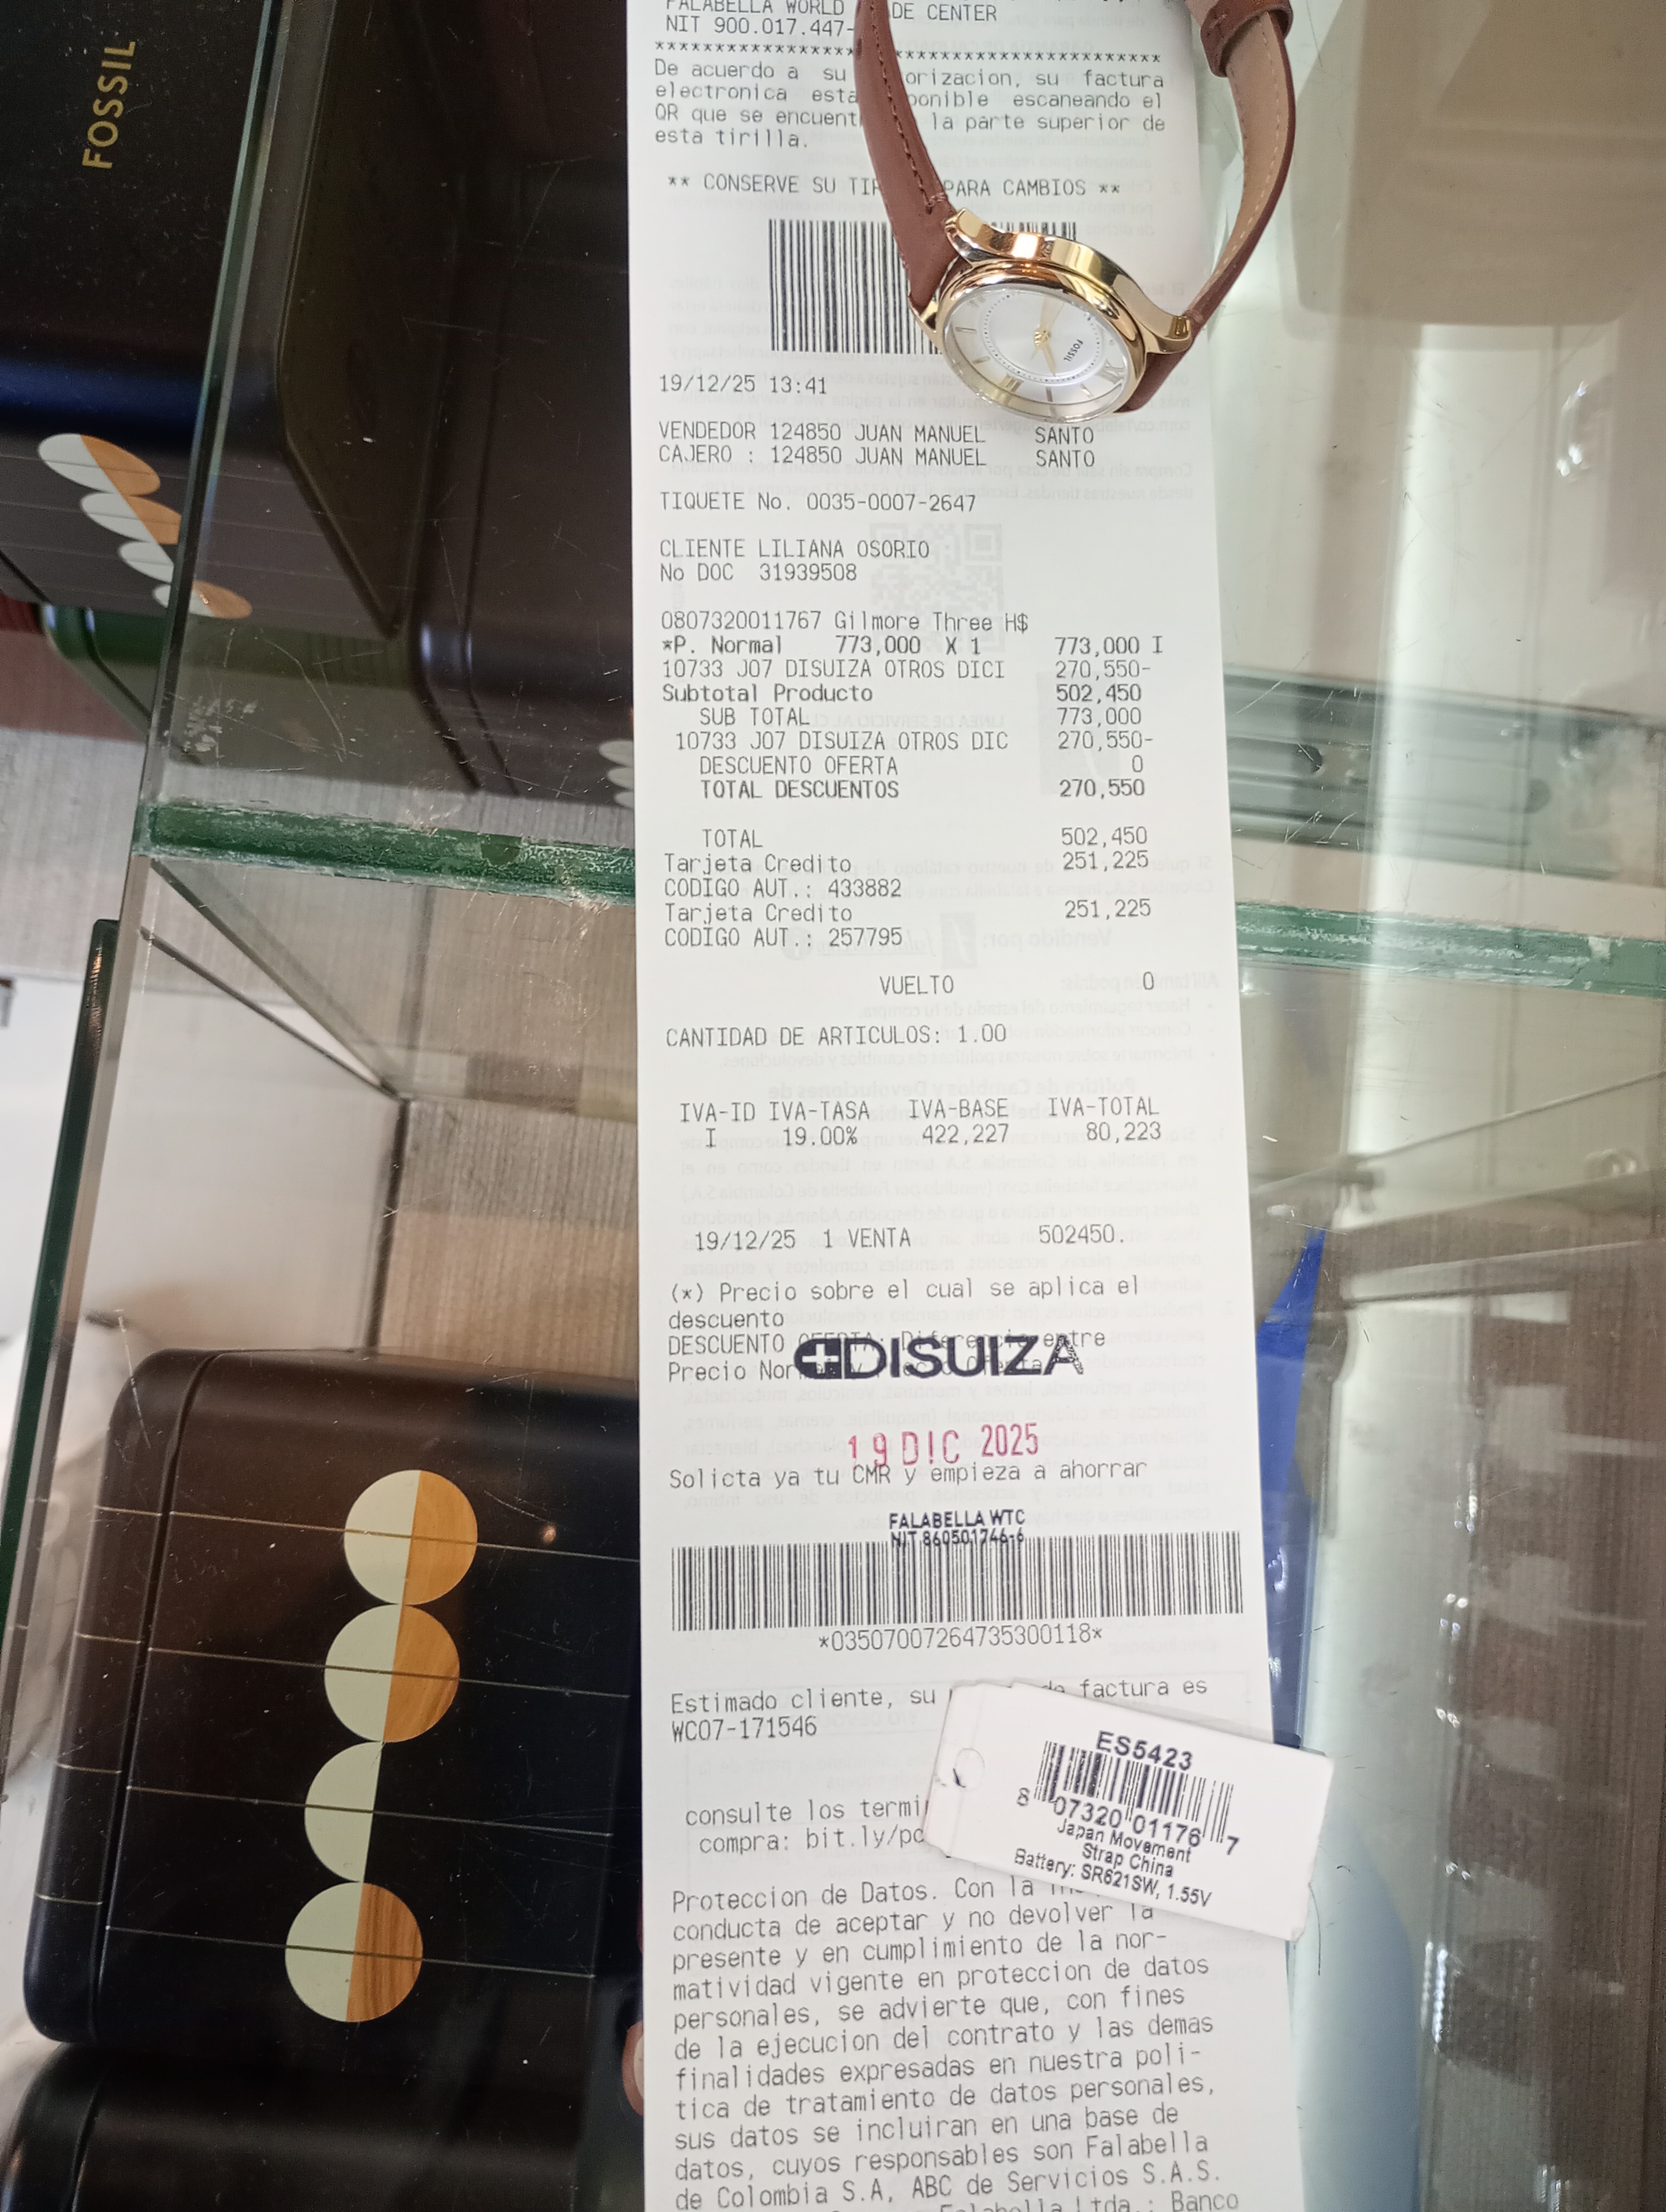 FOSSIL
FALABELLA WORLD DE CENTER
NIT 900.017.447-
****************************************
De acuerdo a su orizacion, su factura
electronica esta ponible escaneando el
QR que se encuent la parte superior de
esta tirilla.
** CONSERVE SU TIR PARA CAMBIOS **
FOSSIL
19/12/25 13:41
VENDEDOR 124850 JUAN MANUEL SANTO
CAJERO : 124850 JUAN MANUEL SANTO
TIQUETE No. 0035-0007-2647
CLIENTE LILIANA OSORIO
No DOC 31939508
0807320011767 Gilmore Three H$
*P. Normal 773,000 X 1 773,000 I
10733 J07 DISUIZA OTROS DICI 270,550-
Subtotal Producto 502,450
SUB TOTAL 773,000
10733 J07 DISUIZA OTROS DIC 270,550-
DESCUENTO OFERTA 0
TOTAL DESCUENTOS 270,550
TOTAL 502,450
Tarjeta Credito 251,225
CODIGO AUT.: 433882
Tarjeta Credito 251,225
CODIGO AUT.: 257795
VUELTO 0
CANTIDAD DE ARTICULOS: 1.00
IVA-ID IVA-TASA IVA-BASE IVA-TOTAL
I 19.00% 422,227 80,223
19/12/25 1 VENTA 502450.
(*) Precio sobre el cual se aplica el
descuento
DESCUENTO OFERTA: Diferencia entre
Precio Normal y Precio Oferta
DISUIZA
19 DIC 2025
Solicta ya tu CMR y empieza a ahorrar
FALABELLA WTC
NIT 860501746-6
*03507007264735300118*
Estimado cliente, su de factura es
WC07-171546
ES5423
8 07320 01176 7
Japan Movement
Strap China
Battery: SR621SW, 1.55V
consulte los termi
compra: bit.ly/pc
Proteccion de Datos. Con la
conducta de aceptar y no devolver la
presente y en cumplimiento de la nor-
matividad vigente en proteccion de datos
personales, se advierte que, con fines
de la ejecucion del contrato y las demas
finalidades expresadas en nuestra poli-
tica de tratamiento de datos personales,
sus datos se incluiran en una base de
datos, cuyos responsables son Falabella
de Colombia S.A, ABC de Servicios S.A.S.
Falabella Ltda.; Banco